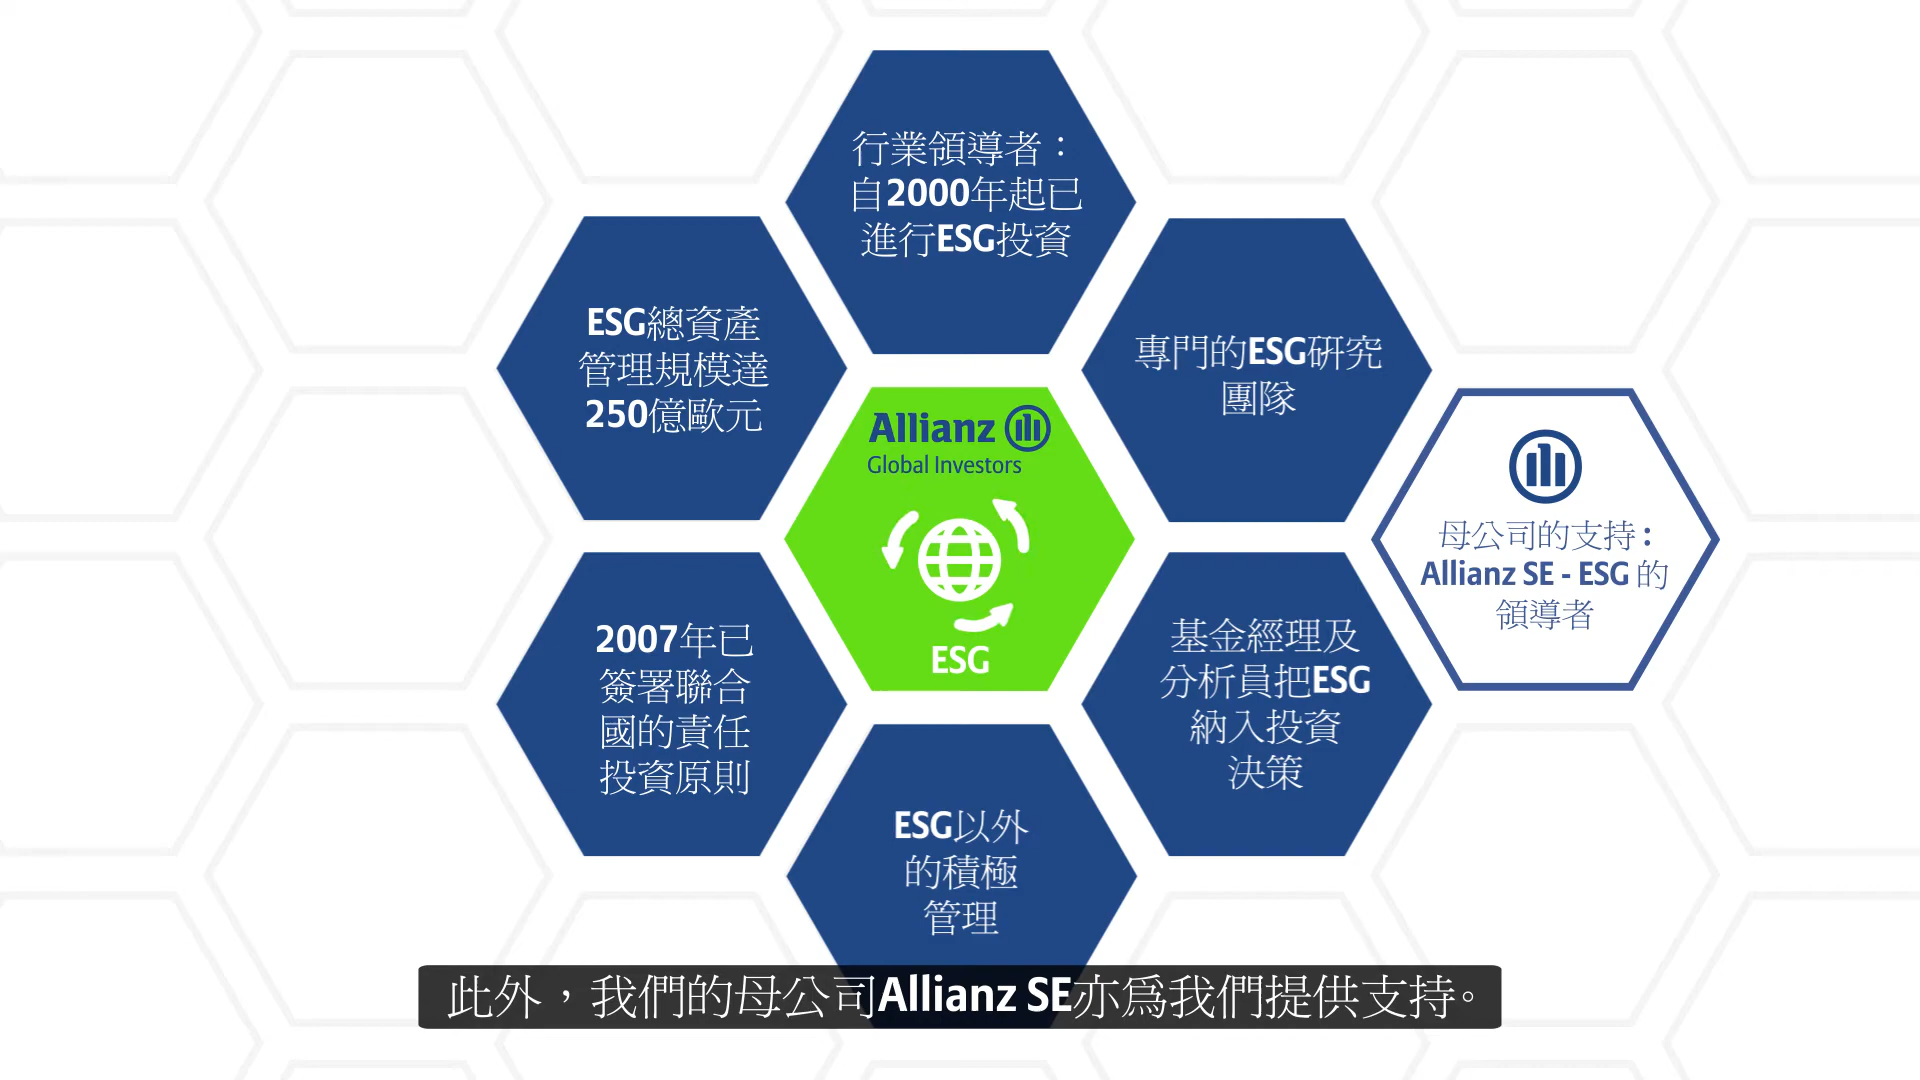 行業領導者：
自2000年起已
進行ESG投資
ESG總資產
管理規模達
250億歐元
專門的ESG研究
團隊
Allianz
Global Investors
ESG
母公司的支持：
Allianz SE - ESG 的
領導者
2007年已
簽署聯合
國的責任
投資原則
基金經理及
分析員把ESG
納入投資
決策
ESG以外
的積極
管理
此外，我們的母公司Allianz SE亦為我們提供支持。